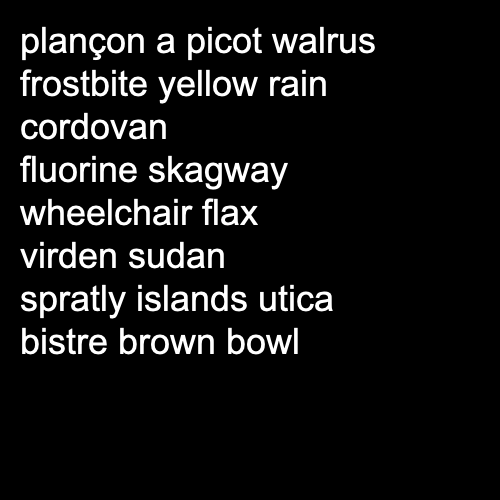 plançon a picot walrus
frostbite yellow rain
cordovan
fluorine skagway
wheelchair flax
virden sudan
spratly islands utica
bistre brown bowl